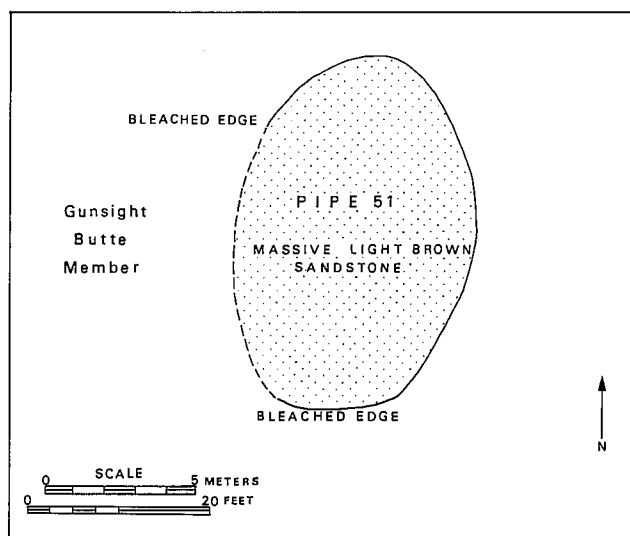 BLEACHED EDGE
PIPE 51
Gunsight
Butte
Member
MASSIVE LIGHT BROWN
SANDSTONE.
BLEACHED EDGE
N
SCALE
0 5 METERS
0 20 FEET